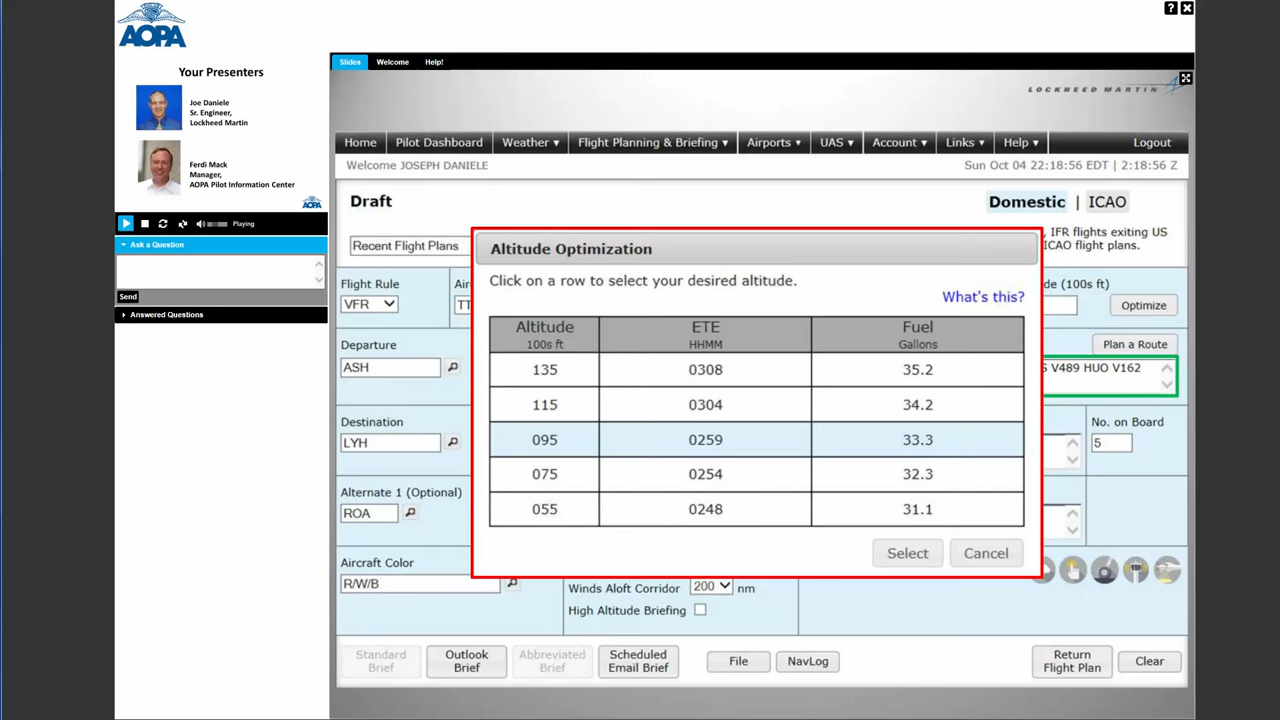 AOPA
Your Presenters
Joe Daniele
Sr. Engineer,
Lockheed Martin
Ferdi Mack
Manager,
AOPA Pilot Information Center
AOPA
Playing
Ask a Question
Send
Answered Questions
? X
Slides Welcome Help!
LOCKHEED MARTIN
Home Pilot Dashboard Weather Flight Planning & Briefing Airports UAS Account Links Help Logout
Welcome JOSEPH DANIELE Sun Oct 04 22:18:56 EDT | 2:18:56 Z
Draft Domestic | ICAO
Recent Flight Plans
, IFR flights exiting US
ICAO flight plans.
Flight Rule
VFR
Optimize
Departure
ASH
Plan a Route
V489 HUO V162
Destination
LYH
No. on Board
5
Alternate 1 (Optional)
ROA
Aircraft Color
R/W/B
Altitude Optimization
Click on a row to select your desired altitude.
What's this?
Altitude ETE Fuel
100s ft HHMM Gallons
135 0308 35.2
115 0304 34.2
095 0259 33.3
075 0254 32.3
055 0248 31.1
Select Cancel
Winds Aloft Corridor 200 nm
High Altitude Briefing
Standard Brief
Outlook Brief
Abbreviated Brief
Scheduled Email Brief
File
NavLog
Return Flight Plan
Clear